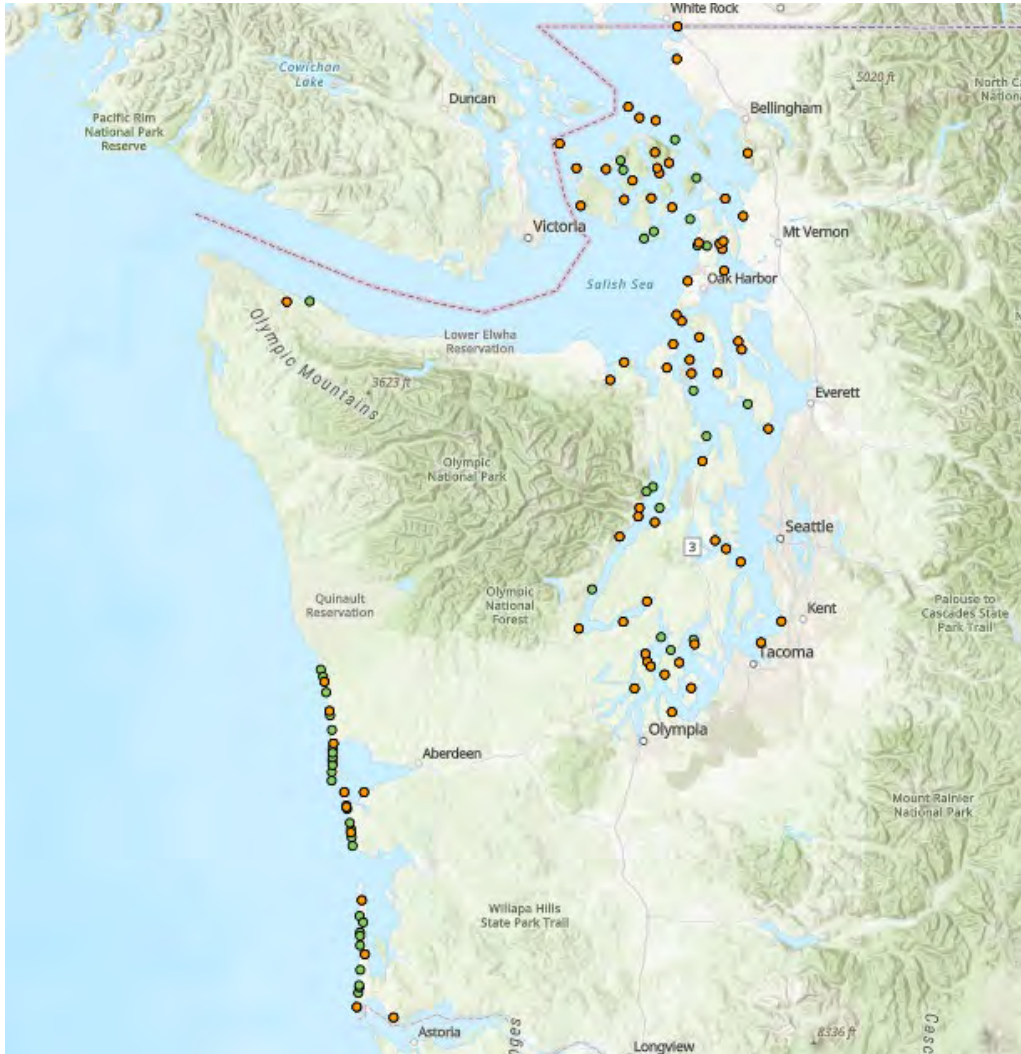 White Rock
Cowichan
Lake
Duncan
5020 ft
Bellingham
Pacific Rim
National Park
Reserve
Victoria
Mt Vernon
Salish Sea
Oak Harbor
Lower Elwha
Reservation
Olympic Mountains
3623 ft
Everett
Olympic
National Park
3
Seattle
Quinault
Reservation
Olympic
National
Forest
Kent
Palouse to
Cascades State
Park Trail
Tacoma
Olympia
Aberdeen
Mount Rainier
National Park
Willapa Hills
State Park Trail
Astoria
8336 ft
Longview